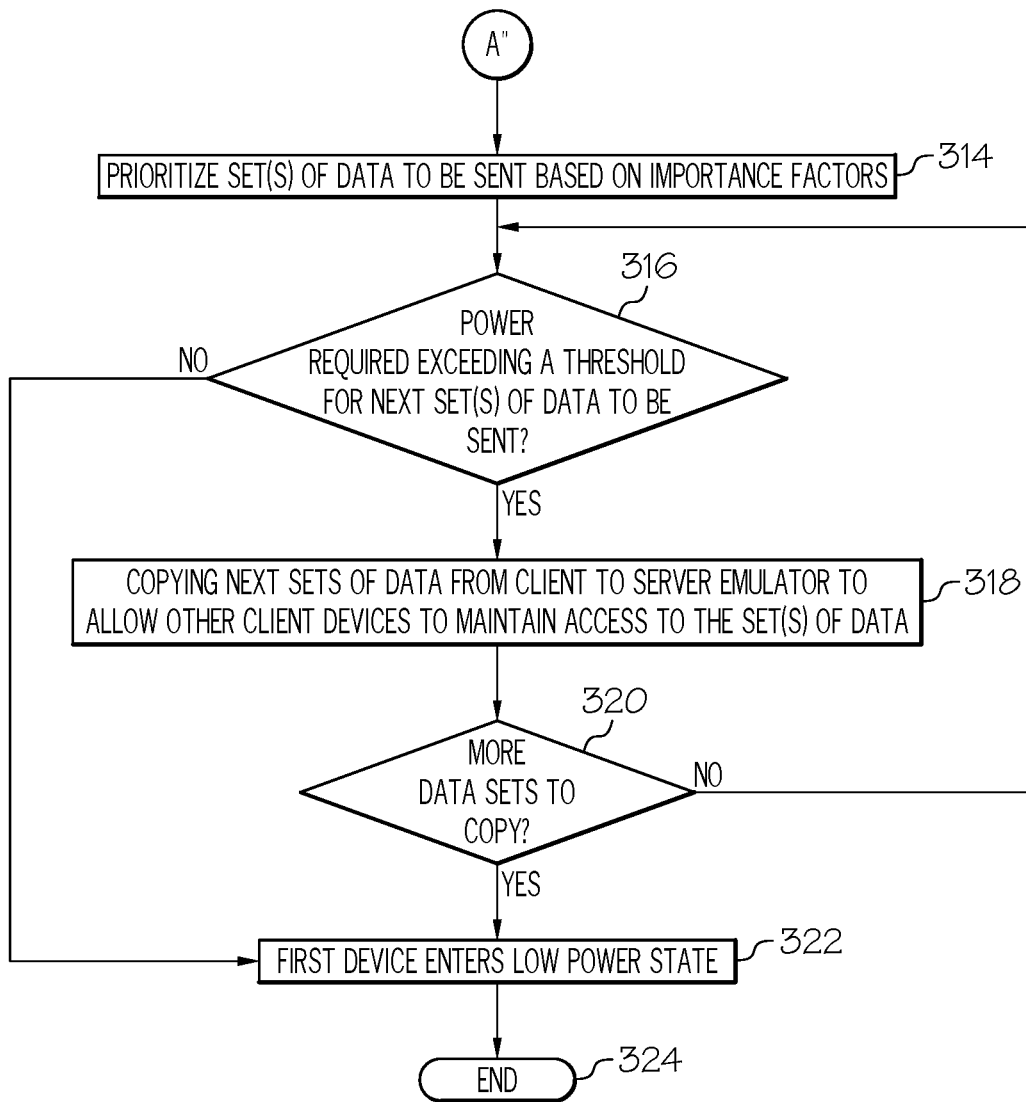 A"
PRIORITIZE SET(S) OF DATA TO BE SENT BASED ON IMPORTANCE FACTORS
314
316
POWER
REQUIRED EXCEEDING A THRESHOLD
FOR NEXT SET(S) OF DATA TO BE
SENT?
NO
YES
COPYING NEXT SETS OF DATA FROM CLIENT TO SERVER EMULATOR TO
ALLOW OTHER CLIENT DEVICES TO MAINTAIN ACCESS TO THE SET(S) OF DATA
318
320
MORE
DATA SETS TO
COPY?
NO
YES
FIRST DEVICE ENTERS LOW POWER STATE
322
END
324